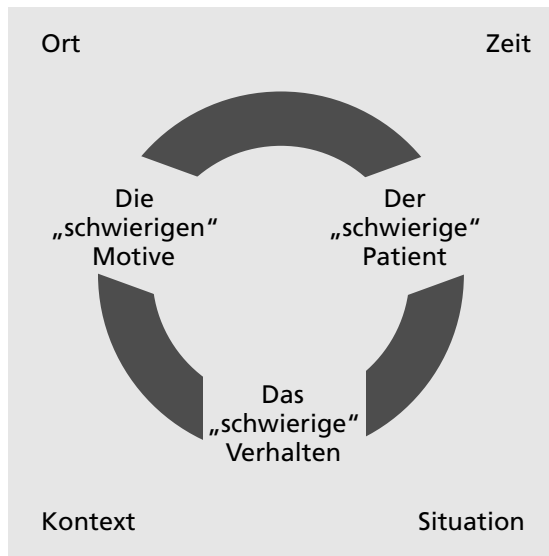 Ort
Zeit
Die
„schwierigen“
Motive
Der
„schwierige“
Patient
Das
„schwierige“
Verhalten
Kontext
Situation